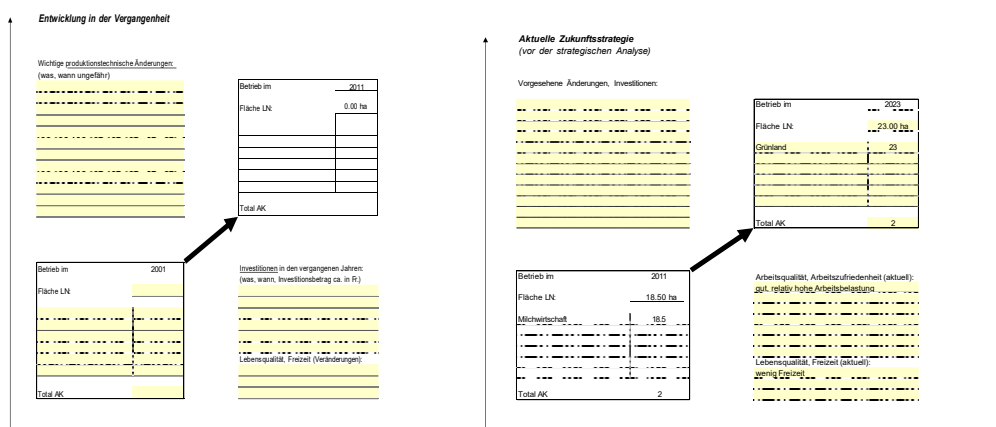 Entwicklung in der Vergangenheit
Wichtige produktionstechnische Änderungen:
(was, wann ungefähr)
Betrieb im 2011
Fläche LN: 0.00 ha
Total AK
Betrieb im 2001
Fläche LN:
Total AK
Investitionen in den vergangenen Jahren:
(was, wann, Investitionsbetrag ca. in Fr.)
Lebensqualität, Freizeit (Veränderungen):
Aktuelle Zukunftsstrategie
(vor der strategischen Analyse)
Vorgesehene Änderungen, Investitionen:
Betrieb im 2023
Fläche LN: 23.00 ha
Grünland 23
Total AK 2
Betrieb im 2011
Fläche LN: 18.50 ha
Milchwirtschaft 18.5
Total AK 2
Arbeitsqualität, Arbeitszufriedenheit (aktuell):
gut, relativ hohe Arbeitsbelastung
Lebensqualität, Freizeit (aktuell):
wenig Freizeit